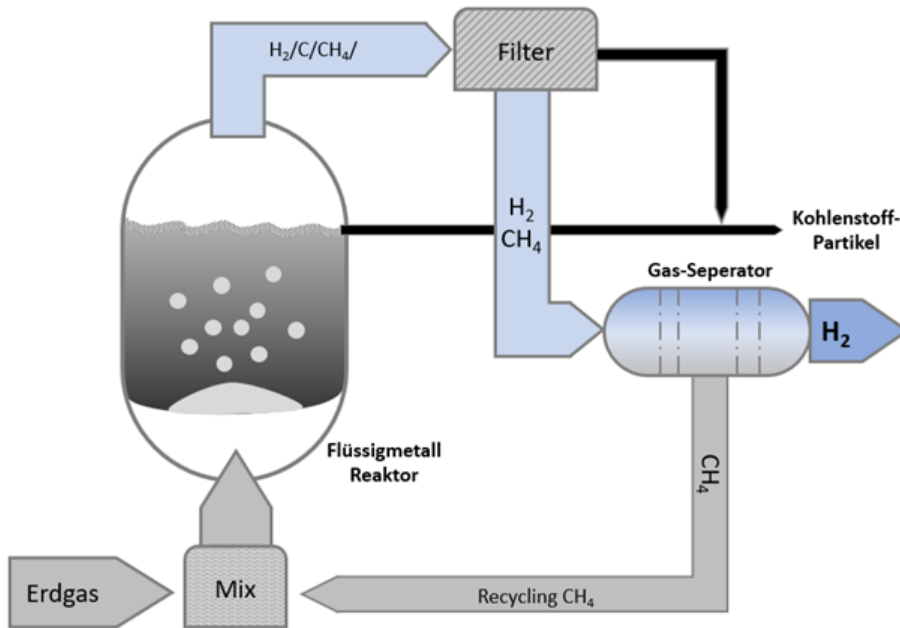 H₂/C/CH₄/
Filter
H₂
CH₄
Kohlenstoff-
Partikel
Gas-Seperator
H₂
Flüssigmetall
Reaktor
CH₄
Erdgas
Mix
Recycling CH₄